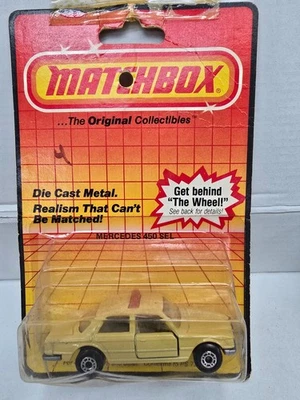 MATCHBOX
...The Original Collectibles
Die Cast Metal.
Realism That Can't
Be Matched!
Get behind
"The Wheel!"
See back for details!
MERCEDES 450 SEL